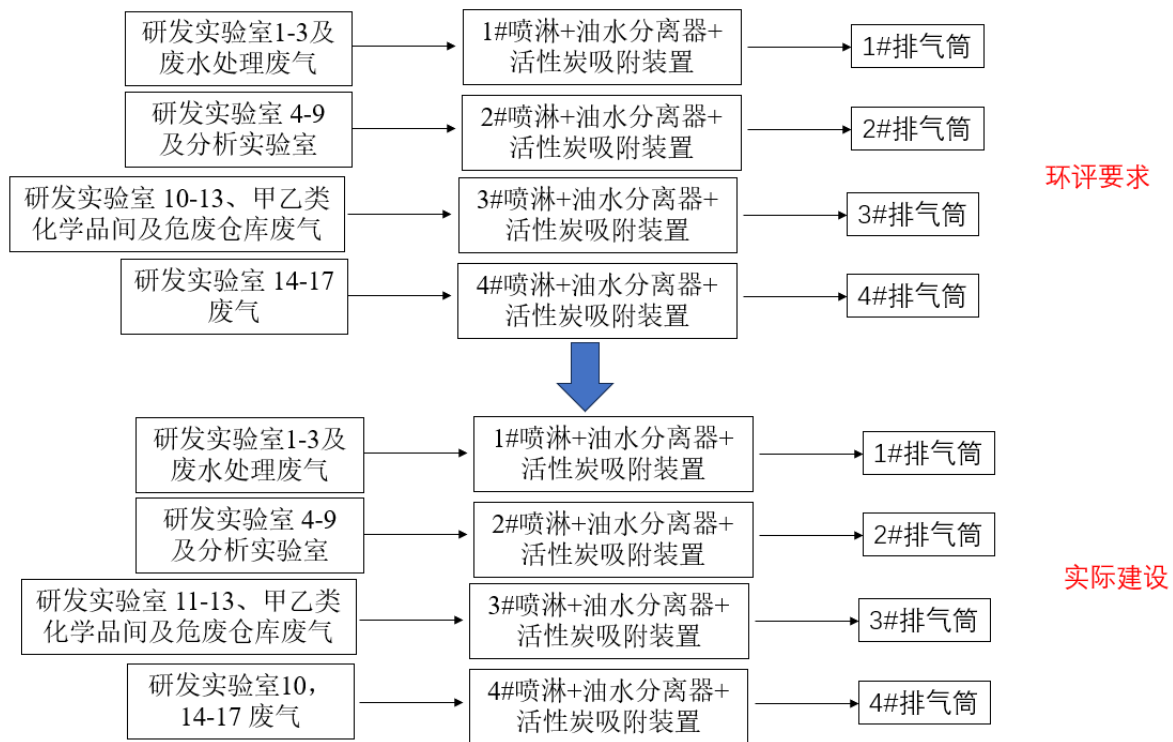 研发实验室1-3及
废水处理废气
1#喷淋+油水分离器+
活性炭吸附装置
1#排气筒
研发实验室 4-9
及分析实验室
2#喷淋+油水分离器+
活性炭吸附装置
2#排气筒
环评要求
研发实验室 10-13、甲乙类
化学品间及危废仓库废气
3#喷淋+油水分离器+
活性炭吸附装置
3#排气筒
研发实验室 14-17
废气
4#喷淋+油水分离器+
活性炭吸附装置
4#排气筒
研发实验室1-3及
废水处理废气
1#喷淋+油水分离器+
活性炭吸附装置
1#排气筒
研发实验室 4-9
及分析实验室
2#喷淋+油水分离器+
活性炭吸附装置
2#排气筒
实际建设
研发实验室 11-13、甲乙类
化学品间及危废仓库废气
3#喷淋+油水分离器+
活性炭吸附装置
3#排气筒
研发实验室10，
14-17 废气
4#喷淋+油水分离器+
活性炭吸附装置
4#排气筒